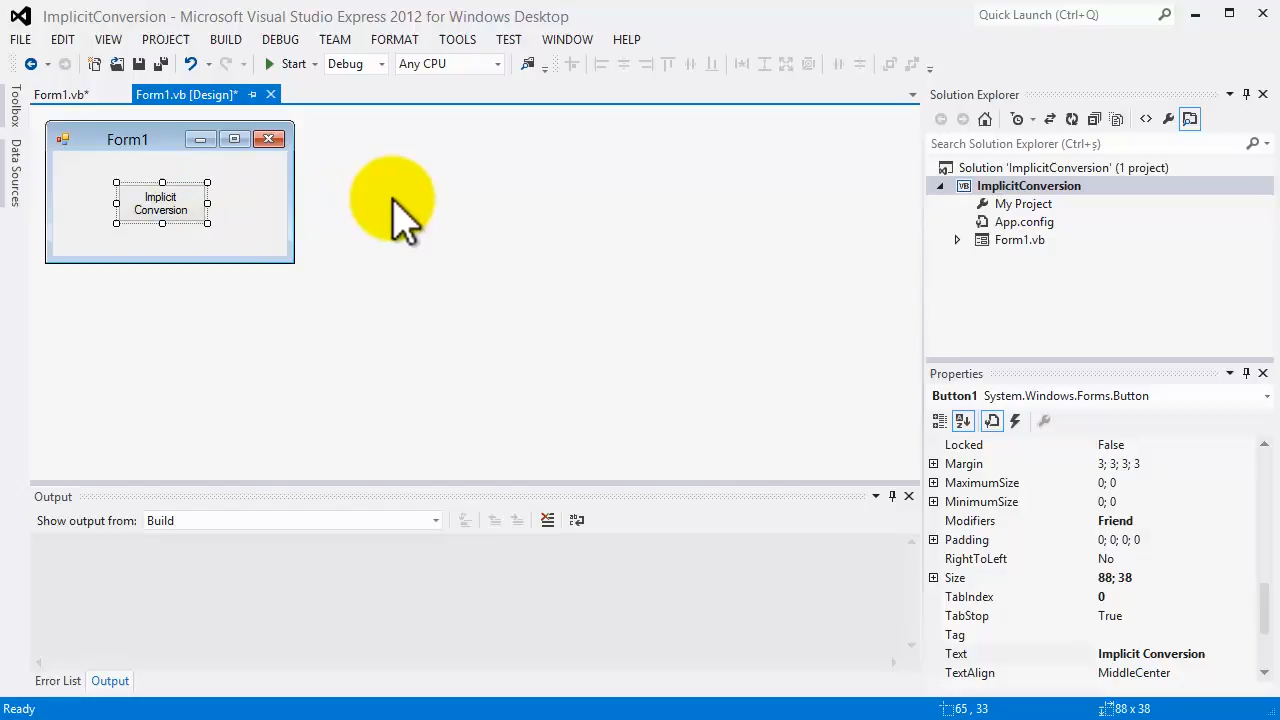 ImplicitConversion - Microsoft Visual Studio Express 2012 for Windows Desktop
Quick Launch (Ctrl+Q)
FILE EDIT VIEW PROJECT BUILD DEBUG TEAM FORMAT TOOLS TEST WINDOW HELP
Start Debug Any CPU
Toolbox
Data Sources
Form1.vb* Form1.vb [Design]*
Form1
Implicit
Conversion
Solution Explorer
Search Solution Explorer (Ctrl+ş)
Solution 'ImplicitConversion' (1 project)
VB ImplicitConversion
My Project
App.config
Form1.vb
Properties
Button1 System.Windows.Forms.Button
Locked False
Margin 3; 3; 3; 3
MaximumSize 0; 0
MinimumSize 0; 0
Modifiers Friend
Padding 0; 0; 0; 0
RightToLeft No
Size 88; 38
TabIndex 0
TabStop True
Tag
Text Implicit Conversion
TextAlign MiddleCenter
Output
Show output from: Build
Error List Output
Ready 65 , 33 88 x 38